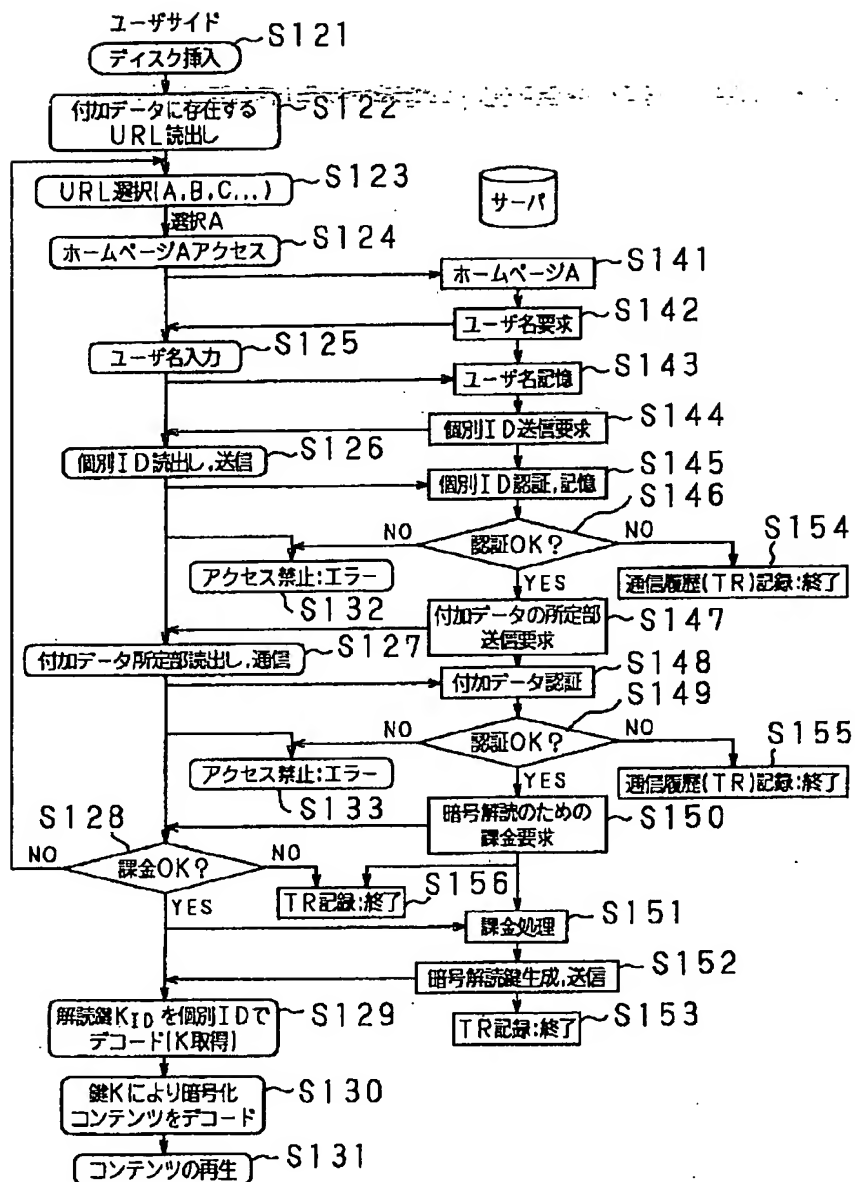 ユーザサイド
ディスク挿入
S121
付加データに存在する
URL読出し
S122
URL選択(A,B,C...)
S123
サーバ
選択A
ホームページAアクセス
S124
ホームページA
S141
ユーザ名要求
S142
ユーザ名入力
S125
ユーザ名記憶
S143
個別ID送信要求
S144
個別ID読出し,送信
S126
個別ID認証,記憶
S145
認証OK?
S146
NO
NO
YES
アクセス禁止:エラー
S132
通信履歴(TR)記録:終了
S154
付加データの所定部
送信要求
S147
付加データ所定部読出し,通信
S127
付加データ認証
S148
認証OK?
S149
NO
NO
YES
アクセス禁止:エラー
S133
通信履歴(TR)記録:終了
S155
暗号解読のための
課金要求
S150
S128
課金OK?
NO
NO
YES
TR記録:終了
S156
課金処理
S151
暗号解読鍵生成,送信
S152
解読鍵KIDを個別IDで
デコード(K取得)
S129
TR記録:終了
S153
鍵Kにより暗号化
コンテンツをデコード
S130
コンテンツの再生
S131